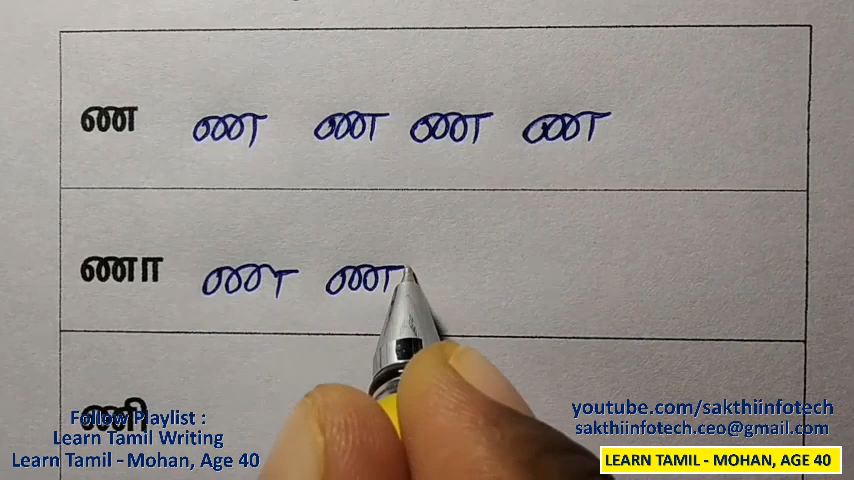 ண ண ண ண ண
ணா ணா ண
ணி
Follow Playlist :
Learn Tamil Writing
Learn Tamil - Mohan, Age 40
youtube.com/sakthiinfotech
sakthiinfotech.ceo@gmail.com
LEARN TAMIL - MOHAN, AGE 40